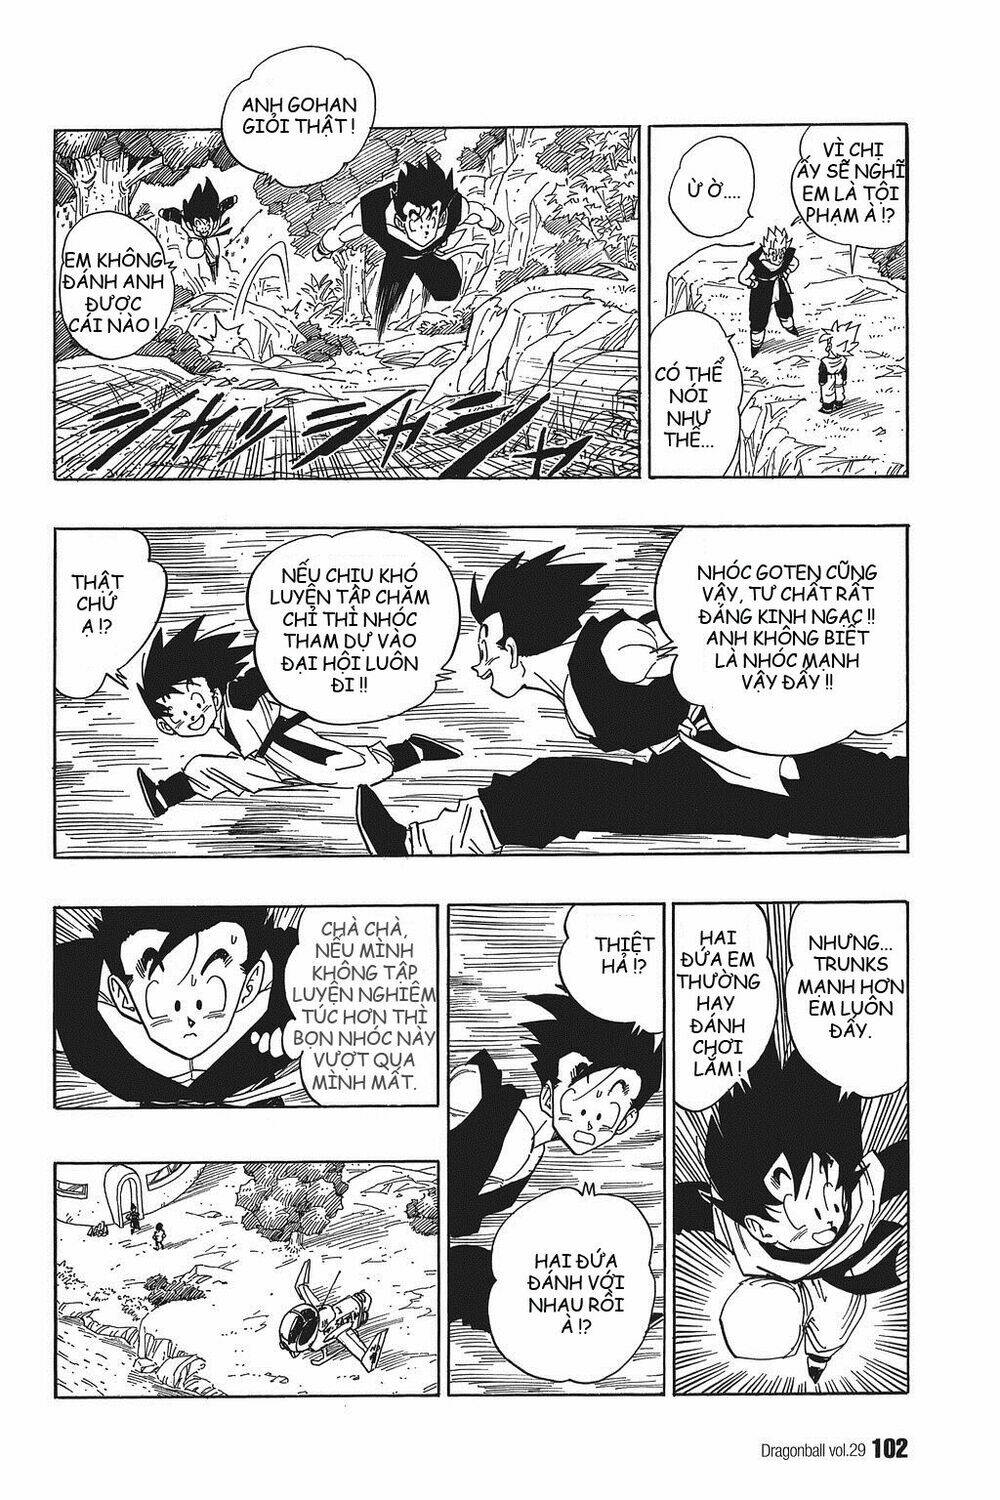 VÌ CHỊ
ẤY SẼ NGHĨ
EM LÀ TỘI
PHẠM À !?
Ừ Ờ....
CÓ THỂ
NÓI
NHƯ
THẾ...
ANH GOHAN
GIỎI THẬT !
EM KHÔNG
ĐÁNH ANH
ĐƯỢC
CÁI NÀO !
NHÓC GOTEN CŨNG
VẬY, TƯ CHẤT RẤT
ĐÁNG KINH NGẠC !!
ANH KHÔNG BIẾT
LÀ NHÓC MẠNH
VẬY ĐẤY !!
NẾU CHỊU KHÓ
LUYỆN TẬP CHĂM
CHỈ THÌ NHÓC
THAM DỰ VÀO
ĐẠI HỘI LUÔN
ĐI !!
THẬT
CHỨ
Ạ !?
NHƯNG...
TRUNKS
MẠNH HƠN
EM LUÔN
ĐẤY.
HAI
ĐỨA EM
THƯỜNG
HAY
ĐÁNH
CHƠI
LẮM !
THIỆT
HẢ !?
HAI ĐỨA
ĐÁNH VỚI
NHAU RỒI
À !?
CHÀ CHÀ,
NẾU MÌNH
KHÔNG TẬP
LUYỆN NGHIÊM
TÚC HƠN THÌ
BỌN NHÓC NÀY
VƯỢT QUA
MÌNH MẤT.
Dragonball vol.29 102